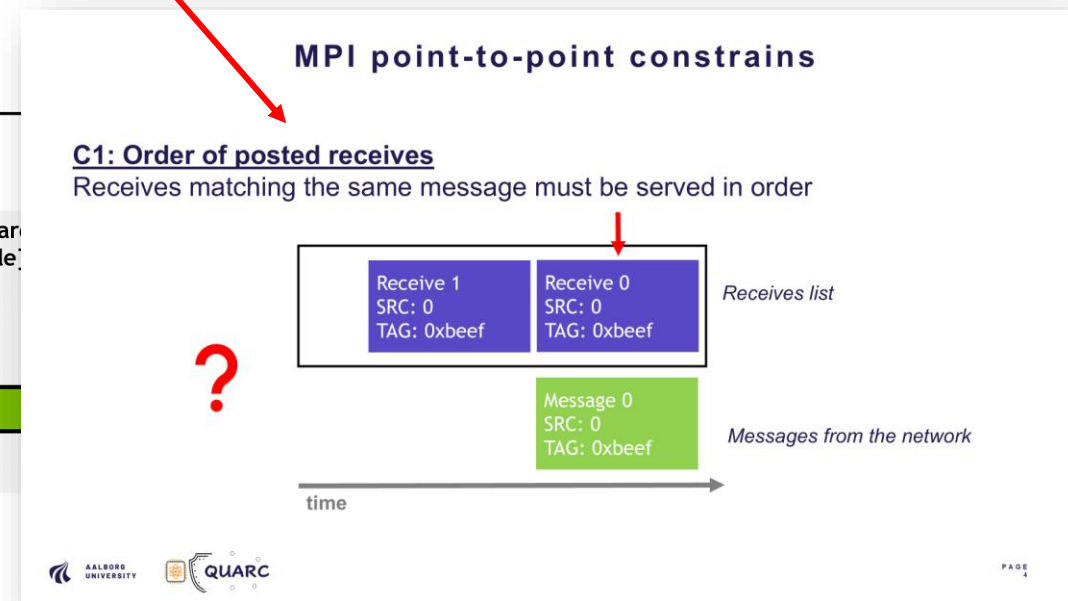 MPI point-to-point constrains
C1: Order of posted receives
Receives matching the same message must be served in order
Receive 1
SRC: 0
TAG: 0xbeef
Receive 0
SRC: 0
TAG: 0xbeef
Receives list
?
Message 0
SRC: 0
TAG: 0xbeef
Messages from the network
time
AALBORG
UNIVERSITY
QUARC
PAGE
4